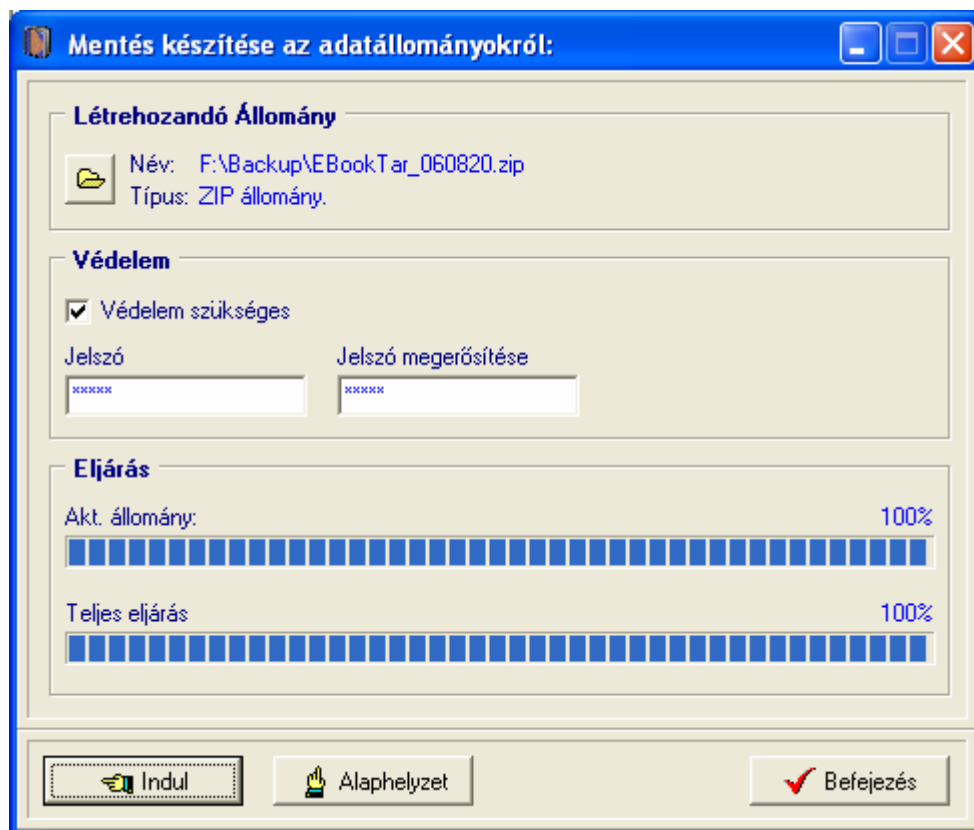 Mentés készítése az adatállományokról:
Létrehozandó Állomány
Név: F:\Backup\EBookTar_060820.zip
Típus: ZIP állomány.
Védelem
Védelem szükséges
Jelszó Jelszó megerősítése
***** *****
Eljárás
Akt. állomány: 100%
Teljes eljárás 100%
Indul Alaphelyzet Befejezés